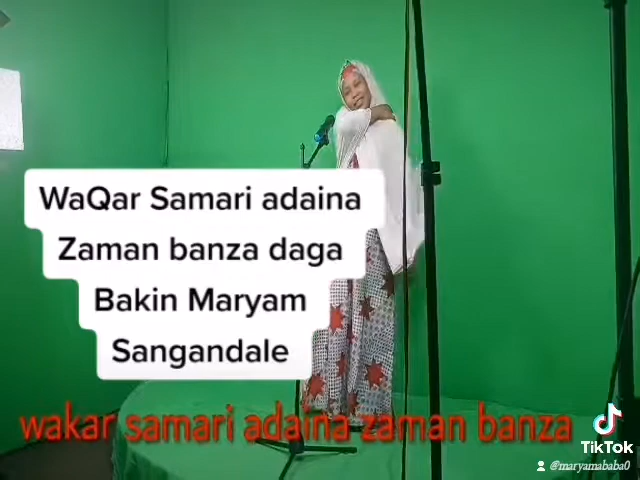 WaQar Samari adaina
Zaman banza daga
Bakin Maryam
Sangandale
wakar samari adaina zaman banza
TikTok
@maryamababa0